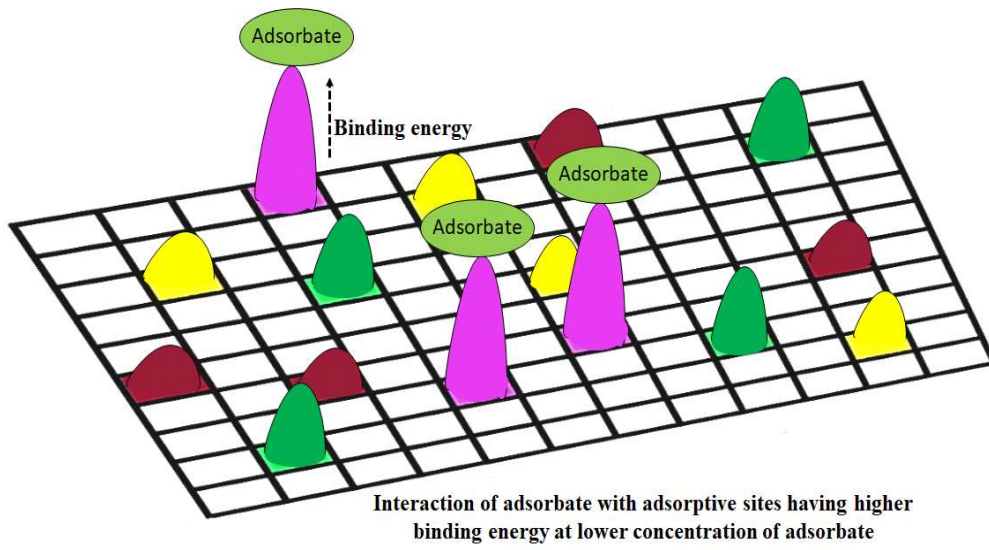 Adsorbate
Binding energy
Adsorbate
Adsorbate
Interaction of adsorbate with adsorptive sites having higher
binding energy at lower concentration of adsorbate